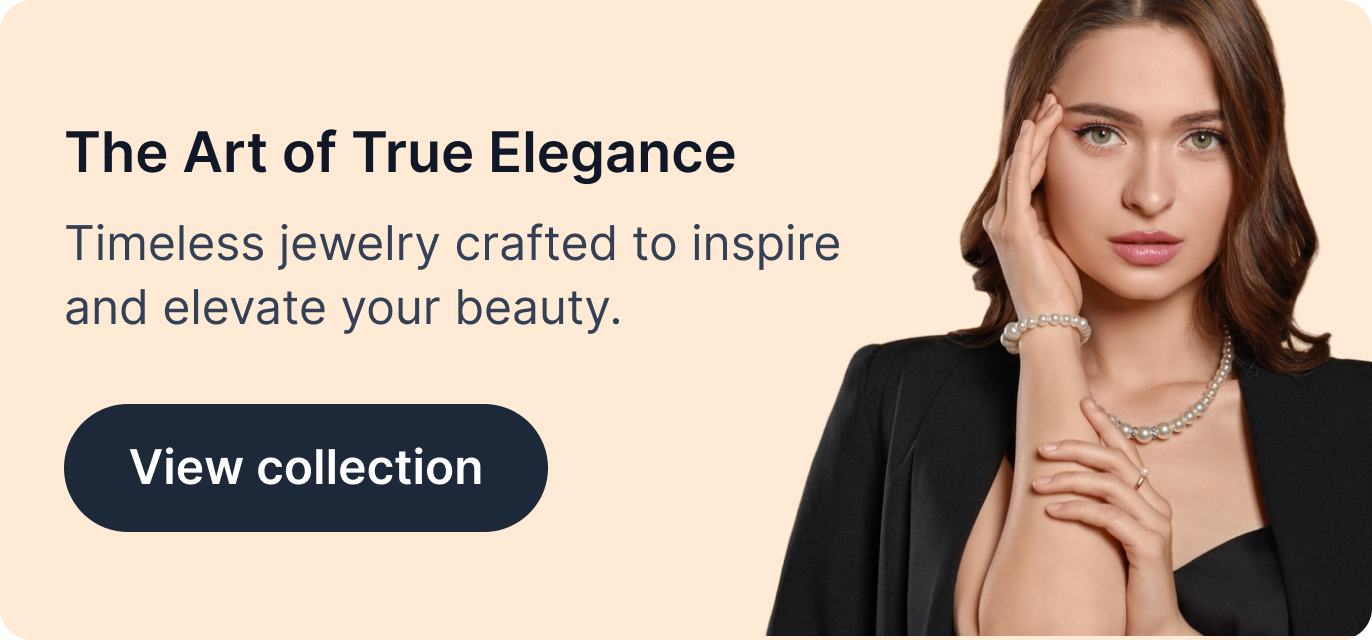 The Art of True Elegance
Timeless jewelry crafted to inspire
and elevate your beauty.
View collection